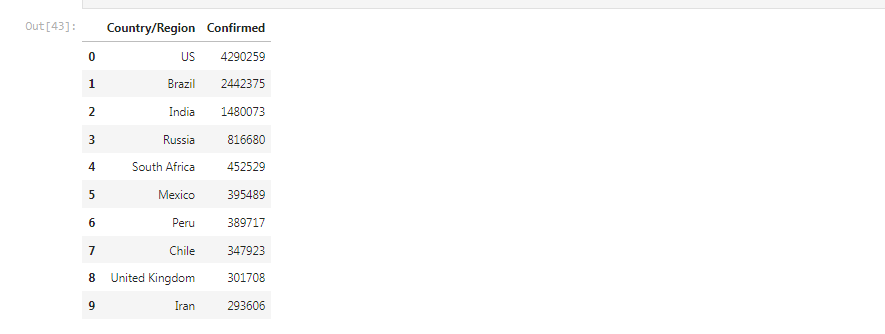 Out[43]:
Country/Region Confirmed
0 US 4290259
1 Brazil 2442375
2 India 1480073
3 Russia 816680
4 South Africa 452529
5 Mexico 395489
6 Peru 389717
7 Chile 347923
8 United Kingdom 301708
9 Iran 293606